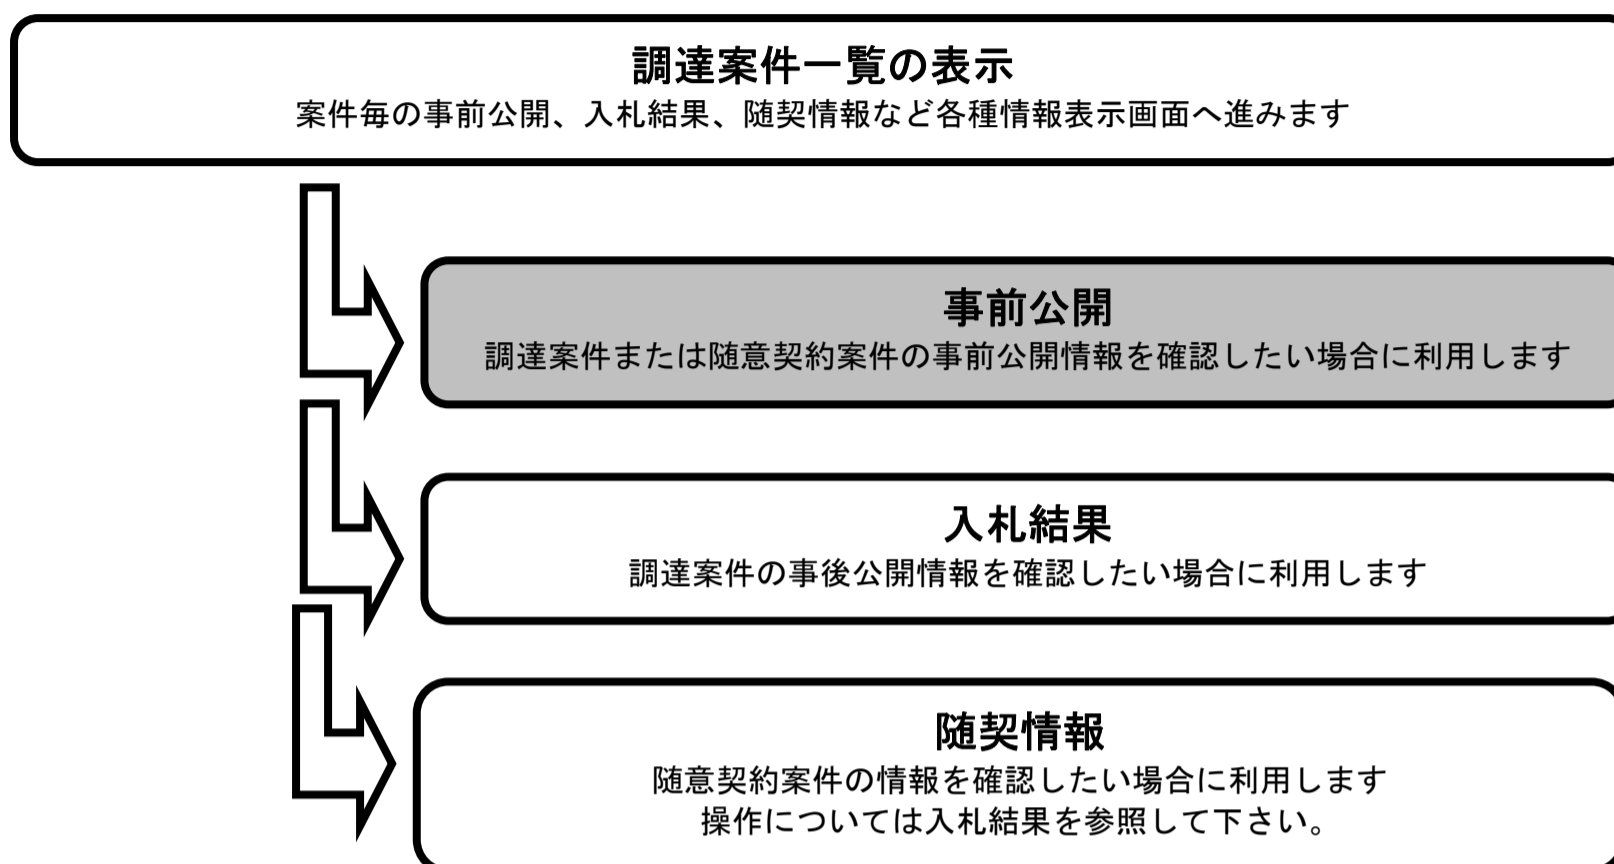 調達案件一覧の表示
案件毎の事前公開、入札結果、随契情報など各種情報表示画面へ進みます
事前公開
調達案件または随意契約案件の事前公開情報を確認したい場合に利用します
入札結果
調達案件の事後公開情報を確認したい場合に利用します
随契情報
随意契約案件の情報を確認したい場合に利用します
操作については入札結果を参照して下さい。